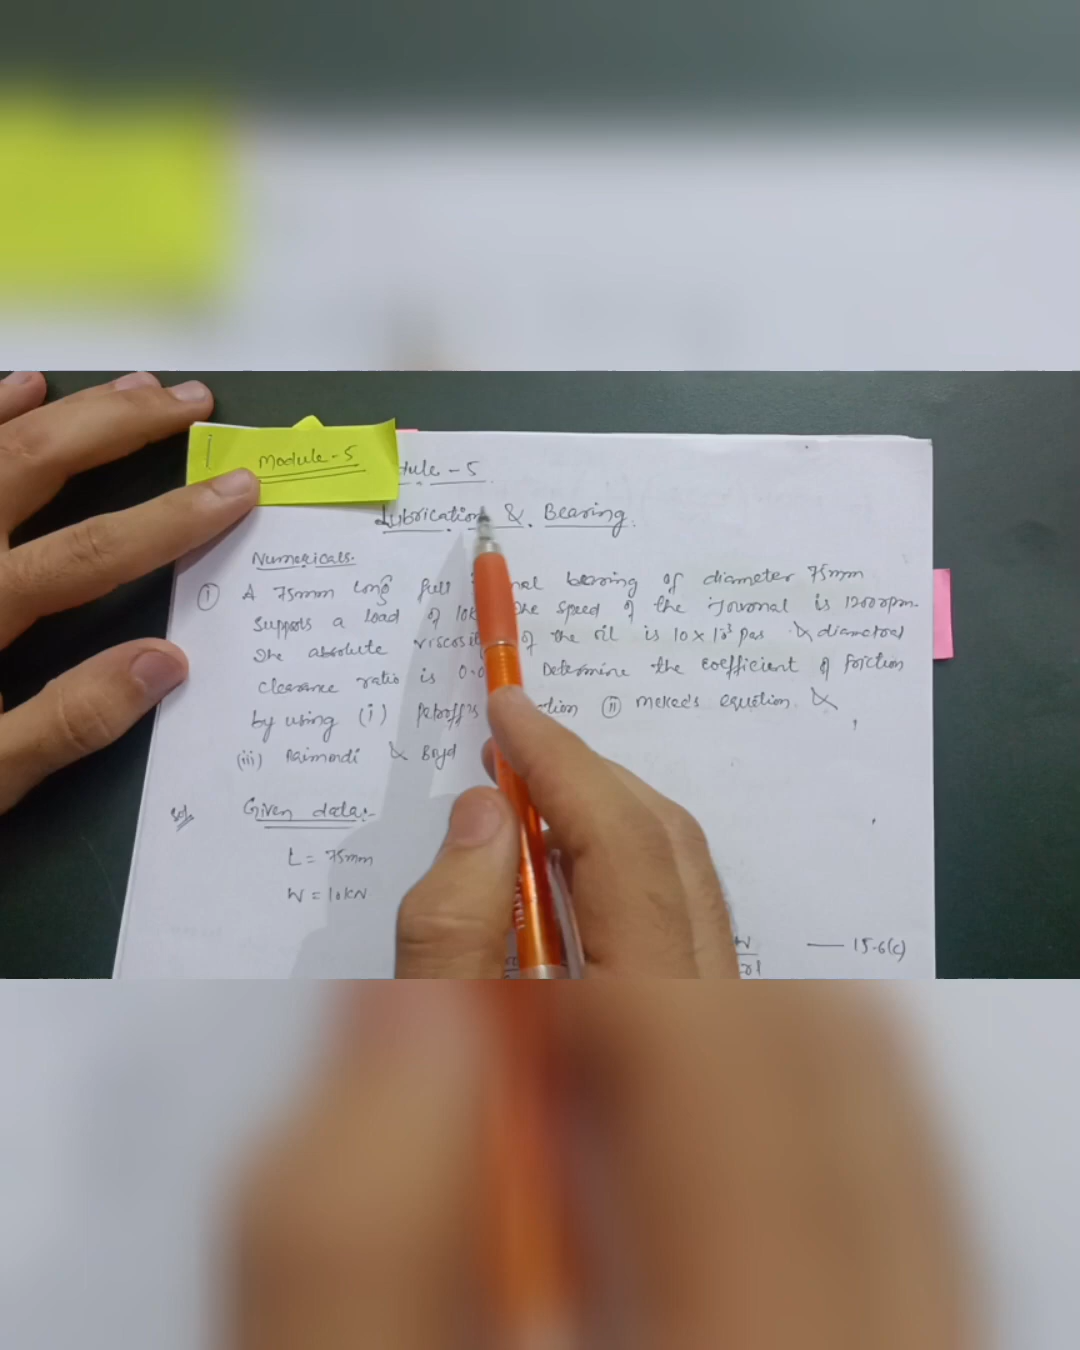 Module - 5
dule - 5
Lubrication & Bearing
Numericals.
① A 75mm long full nal bearing of diameter 75mm
supports a load of 10k The speed of the journal is 1200rpm.
The absolute viscosi of the oil is 10 × 10³ pas & diametral
clearance ratio is 0.0 Determine the coefficient of friction
by using (i) petroff's tion (ii) mckee's equation &
(iii) Raimondi & Boyd
Sol. Given data:-
L = 75mm
W = 10kN
W
15.6(c)